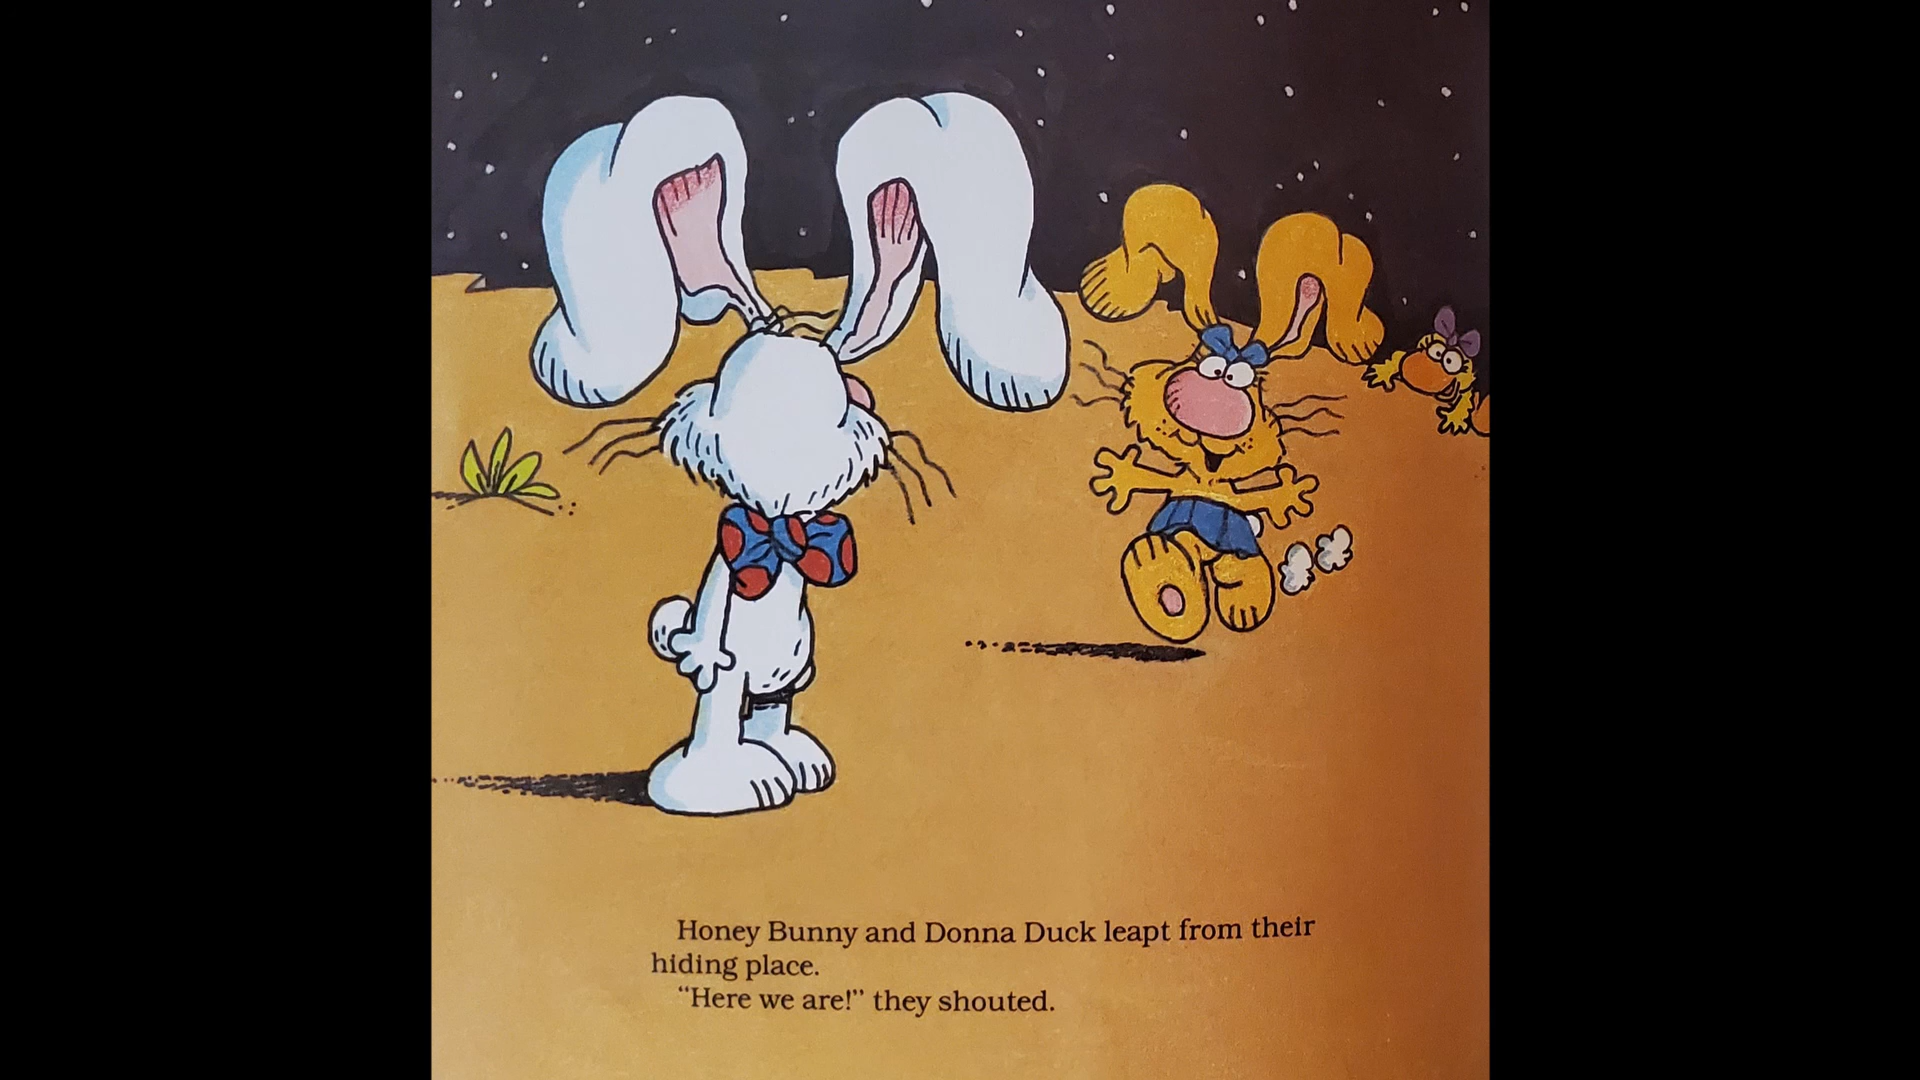 Honey Bunny and Donna Duck leapt from their
hiding place.
“Here we are!” they shouted.